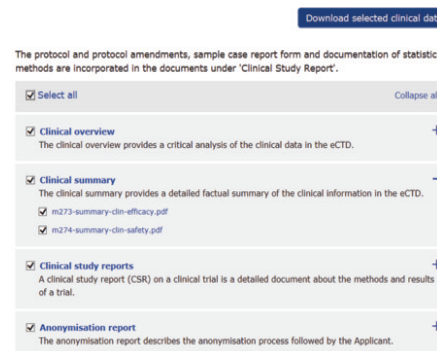 Download selected clinical dat
The protocol and protocol amendments, sample case report form and documentation of statistic
methods are incorporated in the documents under 'Clinical Study Report'.
Select all
Collapse al
Clinical overview
The clinical overview provides a critical analysis of the clinical data in the eCTD.
Clinical summary
The clinical summary provides a detailed factual summary of the clinical information in the eCTD.
m273-summary-clin-efficacy.pdf
m274-summary-clin-safety.pdf
Clinical study reports
A clinical study report (CSR) on a clinical trial is a detailed document about the methods and results
of a trial.
Anonymisation report
The anonymisation report describes the anonymisation process followed by the Applicant.